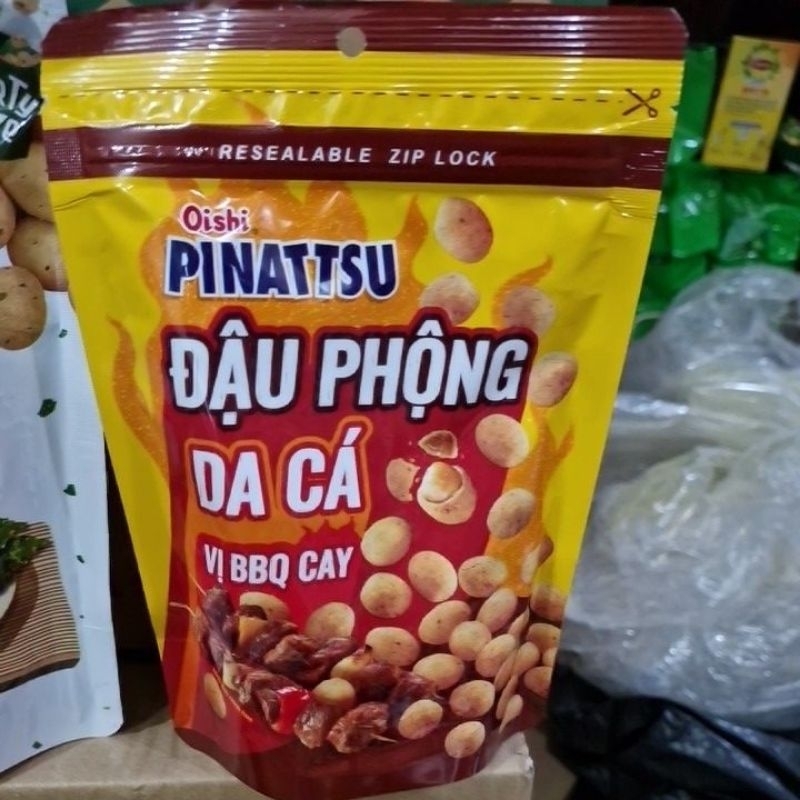 RESEALABLE ZIP LOCK
Oishi
PINATTSU
ĐẬU PHỘNG
DA CÁ
VỊ BBQ CAY